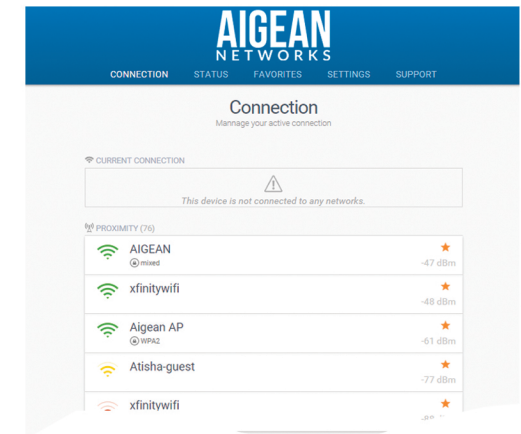 AIGEAN
NETWORKS
CONNECTION STATUS FAVORITES SETTINGS SUPPORT
Connection
Mannage your active connection
CURRENT CONNECTION
This device is not connected to any networks.
PROXIMITY (76)
AIGEAN
mixed
-47 dBm
xfinitywifi
-48 dBm
Aigean AP
WPA2
-61 dBm
Atisha-guest
-77 dBm
xfinitywifi